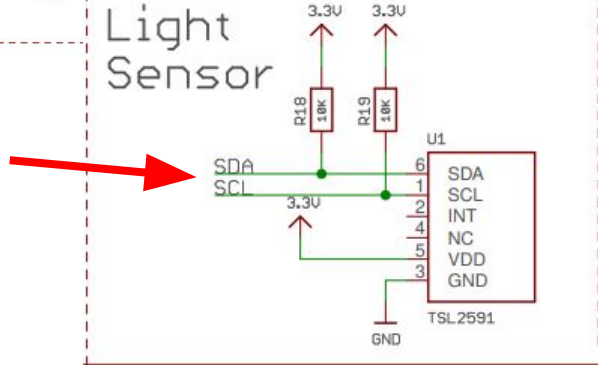 Light
Sensor
3.3V
3.3V
R18
10K
R19
10K
SDA
SCL
3.3V
U1
6 SDA
1 SCL
2 INT
4 NC
5 VDD
3 GND
TSL2591
GND